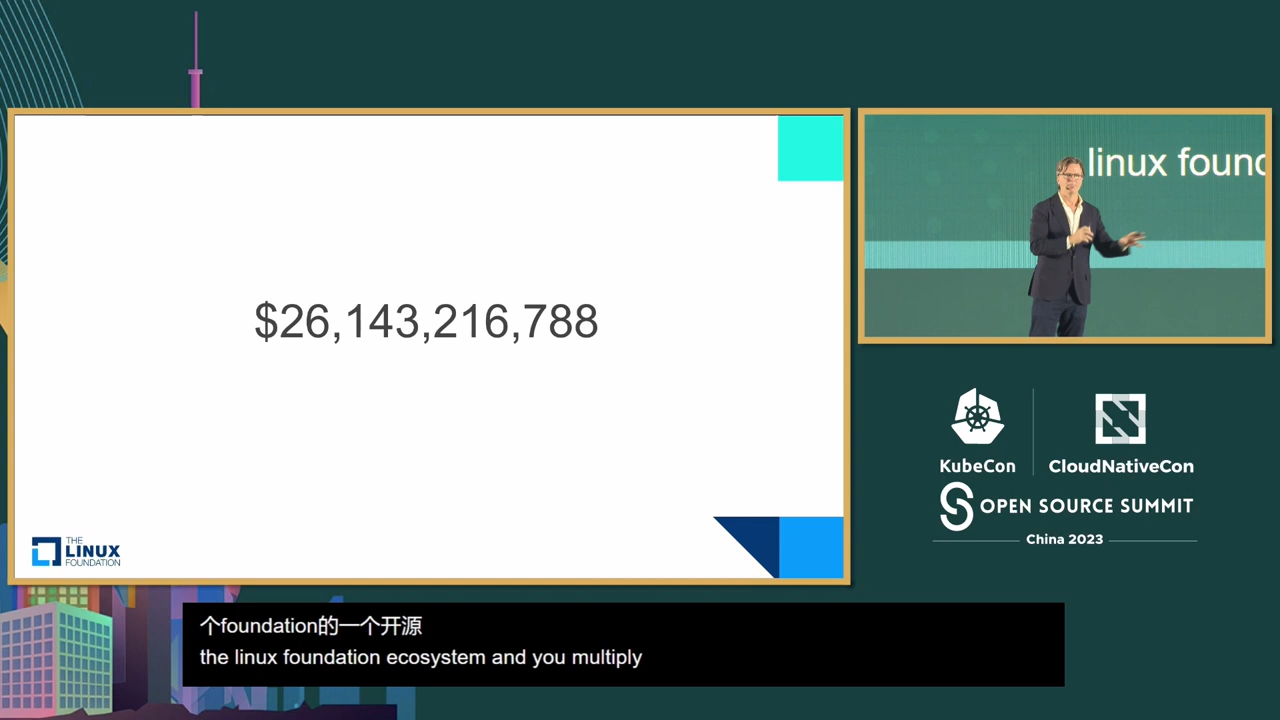 $26,143,216,788
THE
LINUX
FOUNDATION
linux found
KubeCon
CloudNativeCon
OPEN SOURCE SUMMIT
China 2023
个foundation的一个开源
the linux foundation ecosystem and you multiply